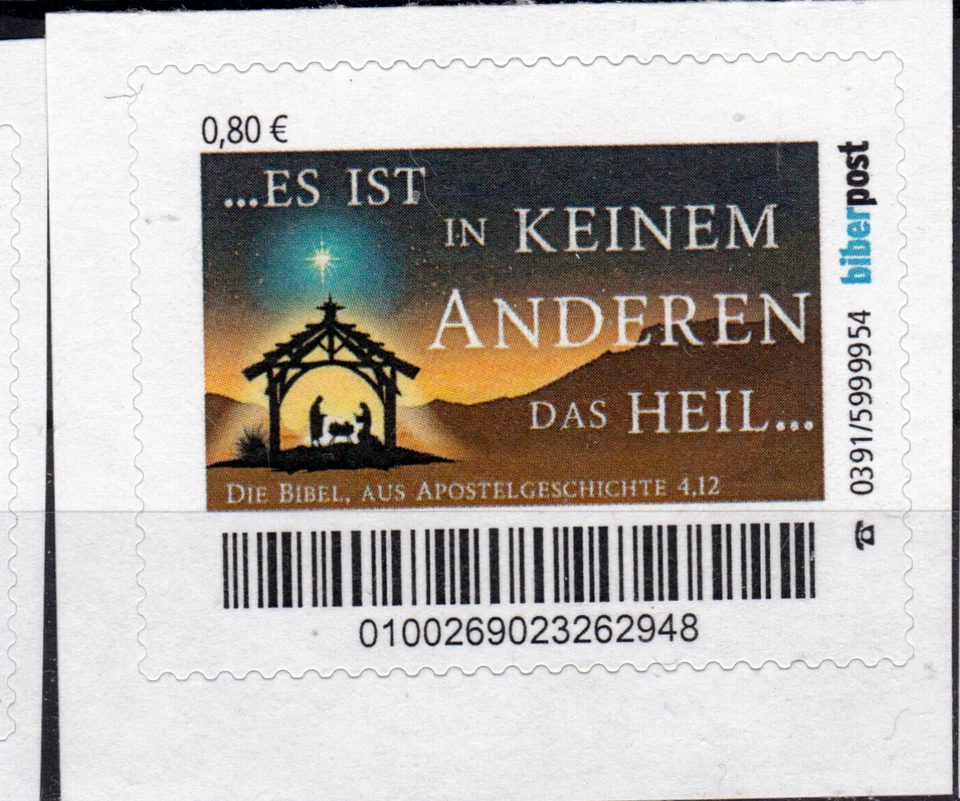 0,80 €
...ES IST
IN KEINEM
ANDEREN
DAS HEIL...
DIE BIBEL, AUS APOSTELGESCHICHTE 4,12
0100269023262948
☎ 0391/5999954 biberpost